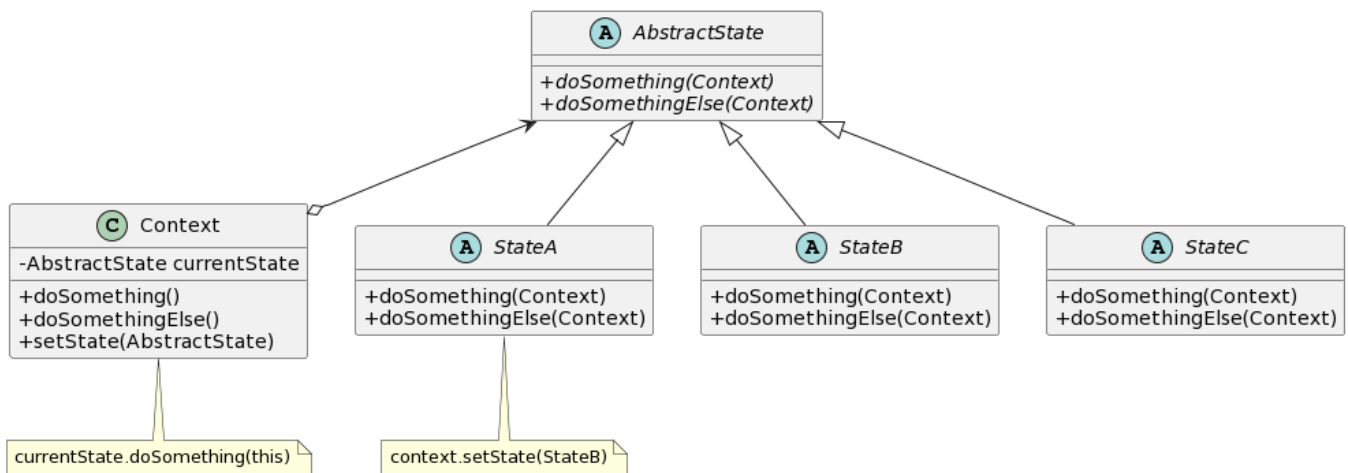 A AbstractState
+doSomething(Context)
+doSomethingElse(Context)
C Context
-AbstractState currentState
+doSomething()
+doSomethingElse()
+setState(AbstractState)
A StateA
+doSomething(Context)
+doSomethingElse(Context)
A StateB
+doSomething(Context)
+doSomethingElse(Context)
A StateC
+doSomething(Context)
+doSomethingElse(Context)
currentState.doSomething(this)
context.setState(StateB)